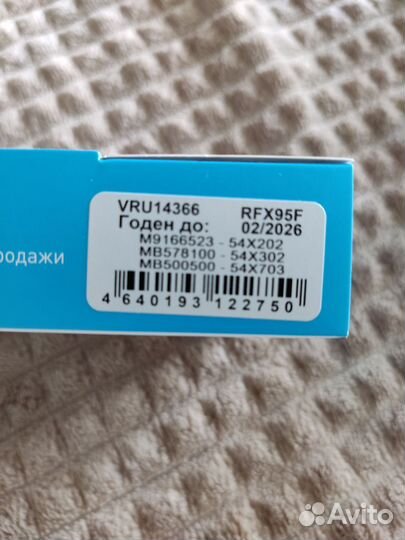 VRU14366 RFX95F
Годен до: 02/2026
M9166523 - 54X202
MB578100 - 54X302
MB500500 - 54X703
4 640193 122750
родажи
Avito